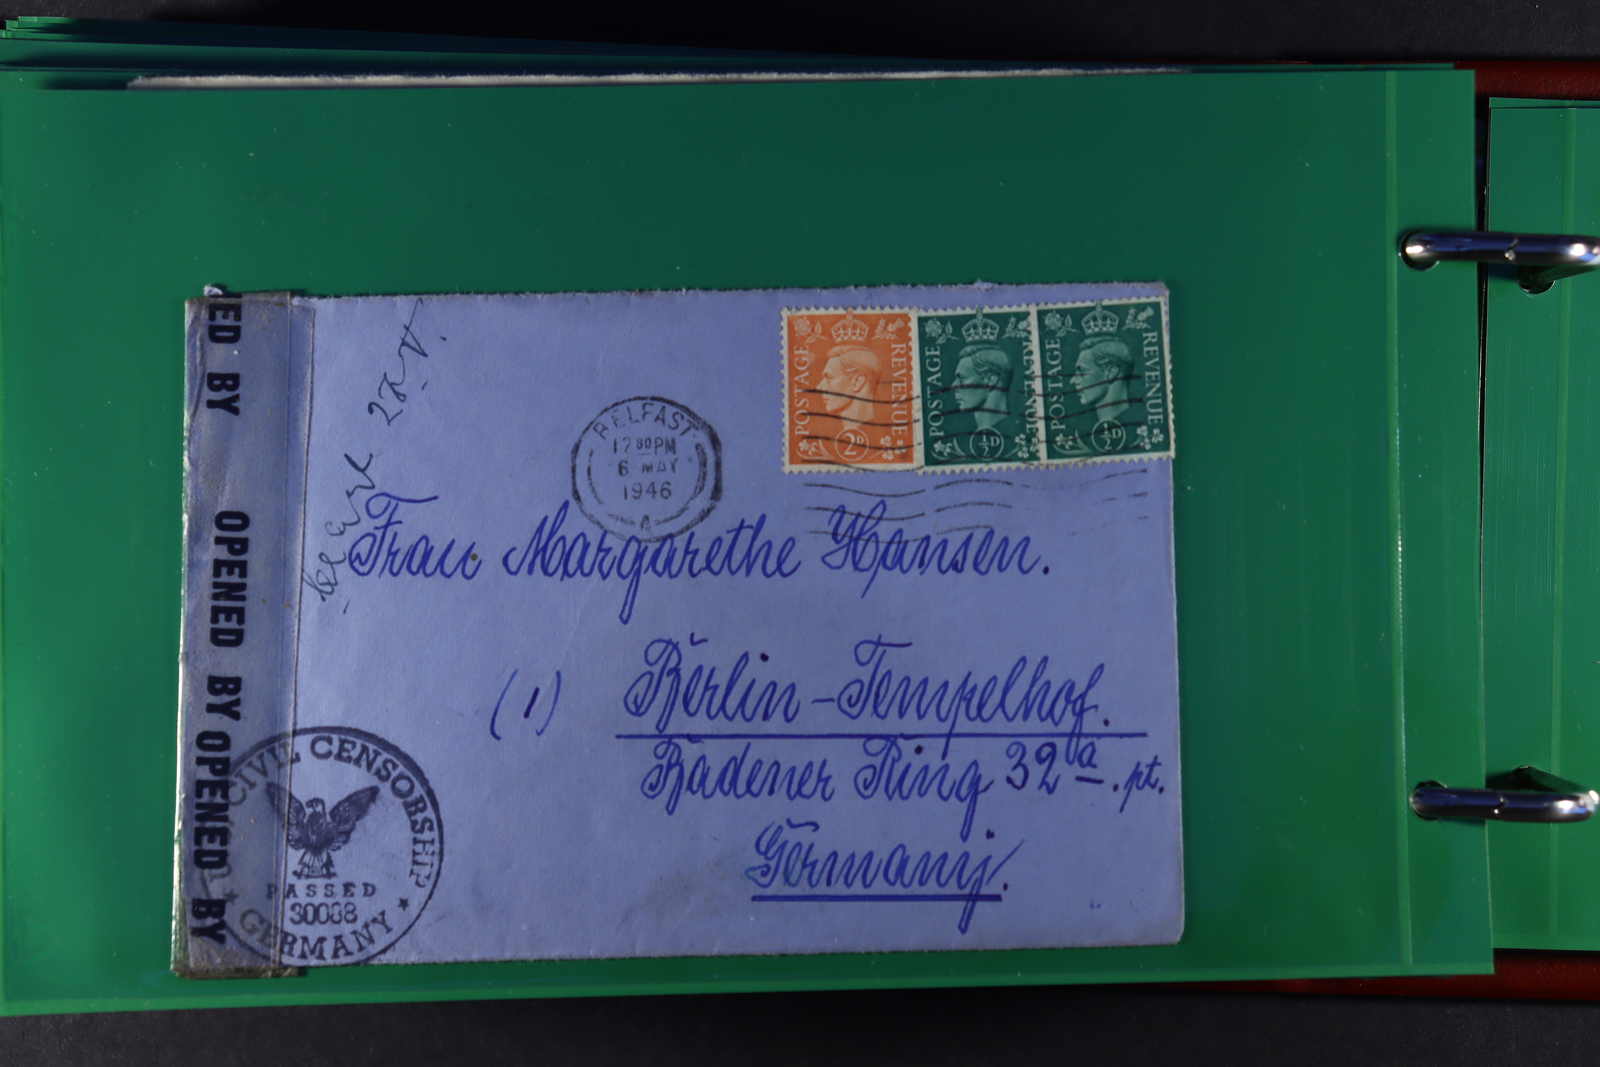 ED BY
OPENED BY
OPENED BY
POSTAGE REVENUE
2D
POSTAGE REVENUE
½D
POSTAGE REVENUE
½D
BELFAST
12 30 PM
6 MAY
1946
A
Frau Margarethe Hansen.
(1) Berlin-Tempelhof.
Badener Ring 32a. pt.
Germany.
CIVIL CENSORSHIP
PASSED
30088
GERMANY